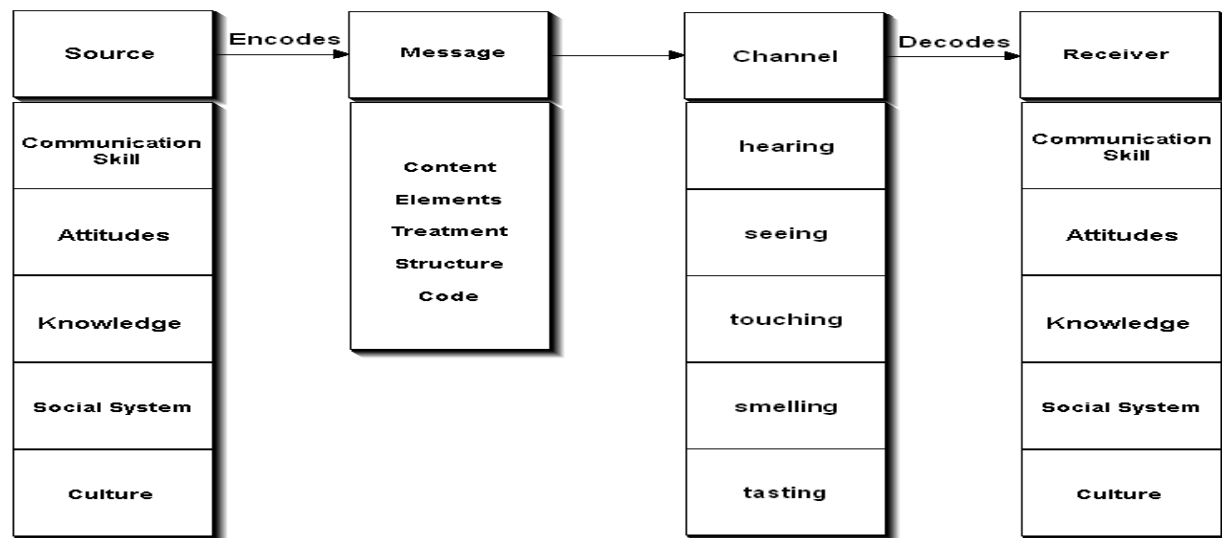 Source
Encodes
Message
Channel
Decodes
Receiver
Communication
Skill
Attitudes
Knowledge
Social System
Culture
Content
Elements
Treatment
Structure
Code
hearing
seeing
touching
smelling
tasting
Communication
Skill
Attitudes
Knowledge
Social System
Culture